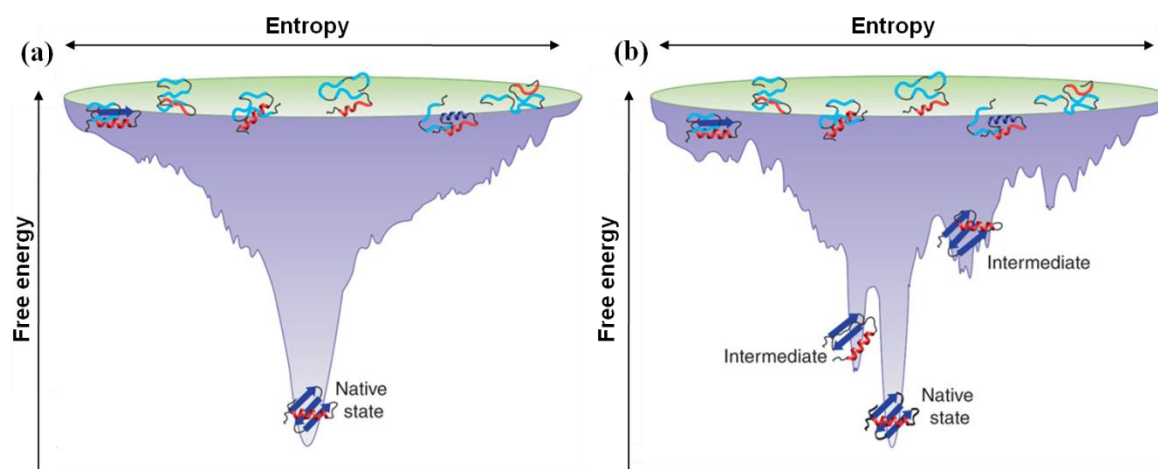 (a)
Entropy
Free energy
Native
state
(b)
Entropy
Free energy
Intermediate
Intermediate
Native
state